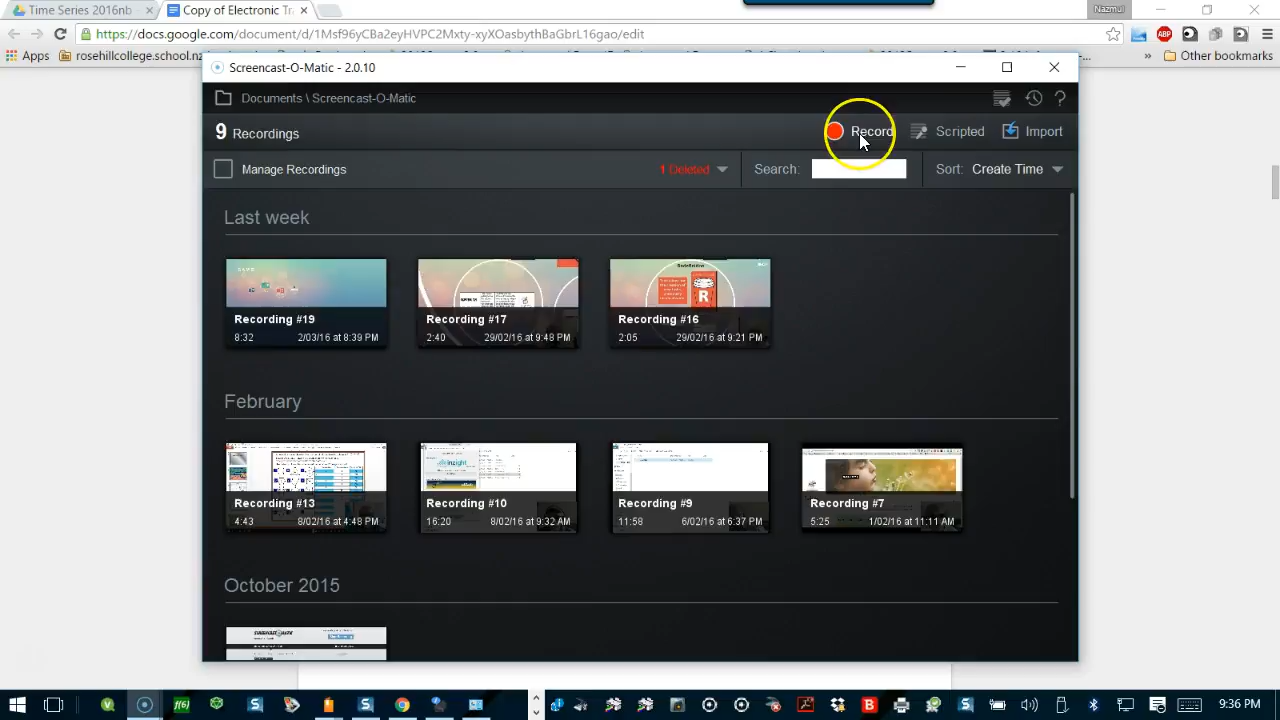 Time Series 2016nb
Copy of Electronic Tr
Nazmul
https://docs.google.com/document/d/1Msf96yCBa2eyHVPC2Mxty-xyXOasbythBaGbrL16gao/edit
Apps
rosehillcollege.school.nz
Other bookmarks
Screencast-O-Matic - 2.0.10
Documents \ Screencast-O-Matic
9 Recordings
Record
Scripted
Import
Manage Recordings
1 Deleted
Search:
Sort: Create Time
Last week
Recording #19
8:32 2/03/16 at 8:39 PM
Recording #17
2:40 29/02/16 at 9:48 PM
Recording #16
2:05 29/02/16 at 9:21 PM
February
Recording #13
4:43 8/02/16 at 4:48 PM
Recording #10
16:20 8/02/16 at 9:32 AM
Recording #9
11:58 6/02/16 at 6:37 PM
Recording #7
5:25 1/02/16 at 11:11 AM
October 2015
9:36 PM